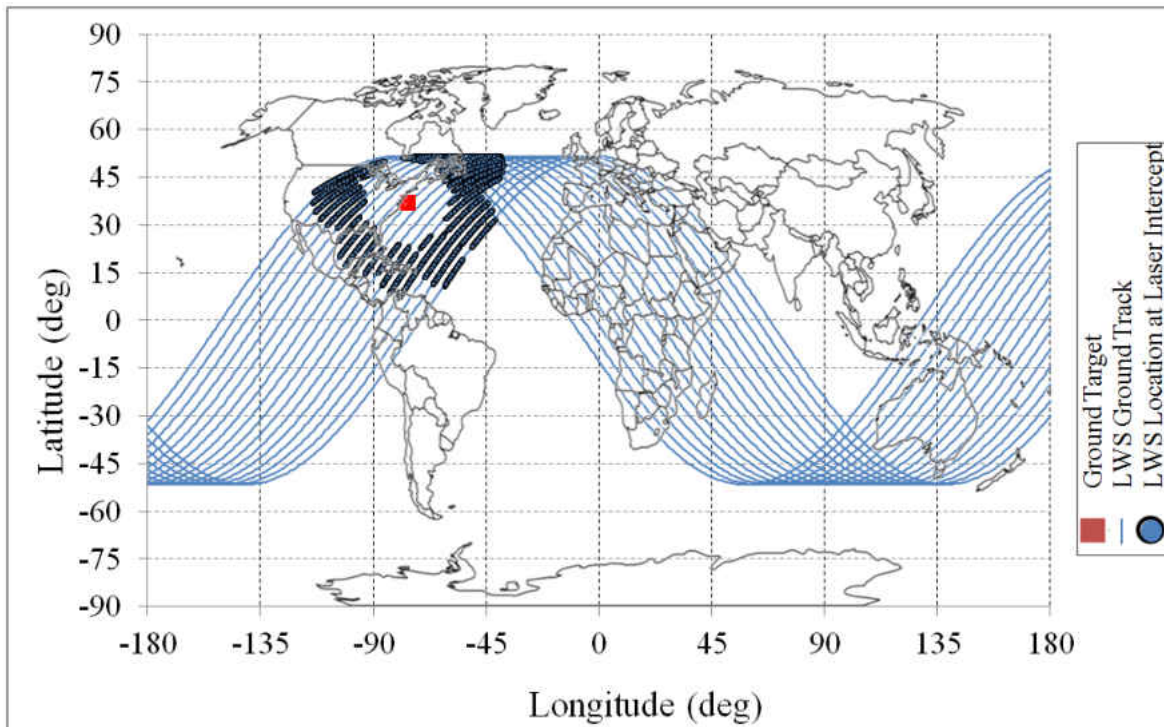 90
75
60
45
30
15
0
-15
-30
-45
-60
-75
-90
Latitude (deg)
-180 -135 -90 -45 0 45 90 135 180
Longitude (deg)
Ground Target
LWS Ground Track
LWS Location at Laser Intercept